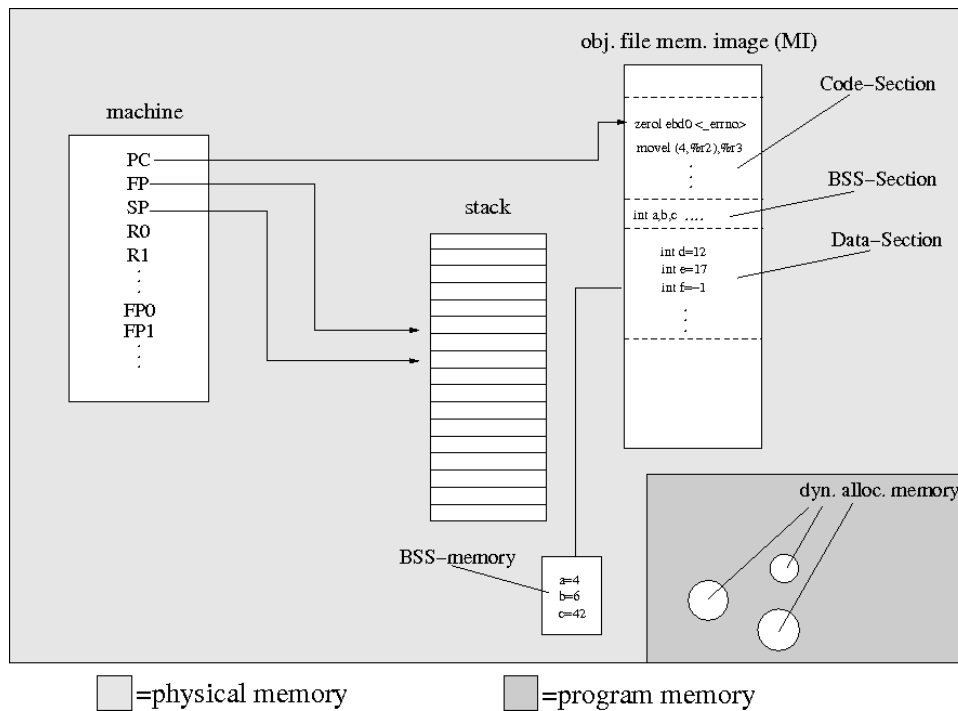 obj. file mem. image (MI)
Code-Section
machine
zerol ebd0 <_errno>
PC
movel (4,%r2),%r3
FP
BSS-Section
SP
stack
int a,b,c ....
R0
Data-Section
R1
int d=12
int e=17
int f=-1
FP0
FP1
dyn. alloc. memory
BSS-memory
a=4
b=6
c=42
=physical memory
=program memory